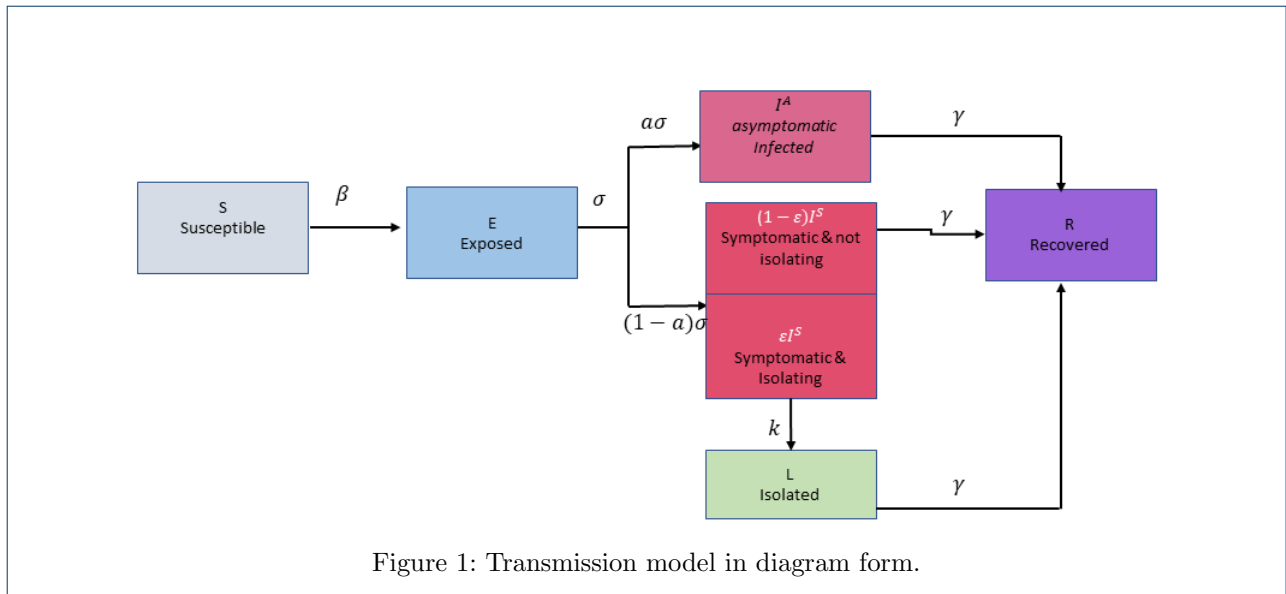 S
Susceptible
β
E
Exposed
σ
aσ
I^A
asymptomatic
Infected
γ
(1 − ε)I^S
Symptomatic & not
isolating
γ
R
Recovered
(1 − a)σ
εI^S
Symptomatic &
Isolating
k
L
Isolated
γ
Figure 1: Transmission model in diagram form.